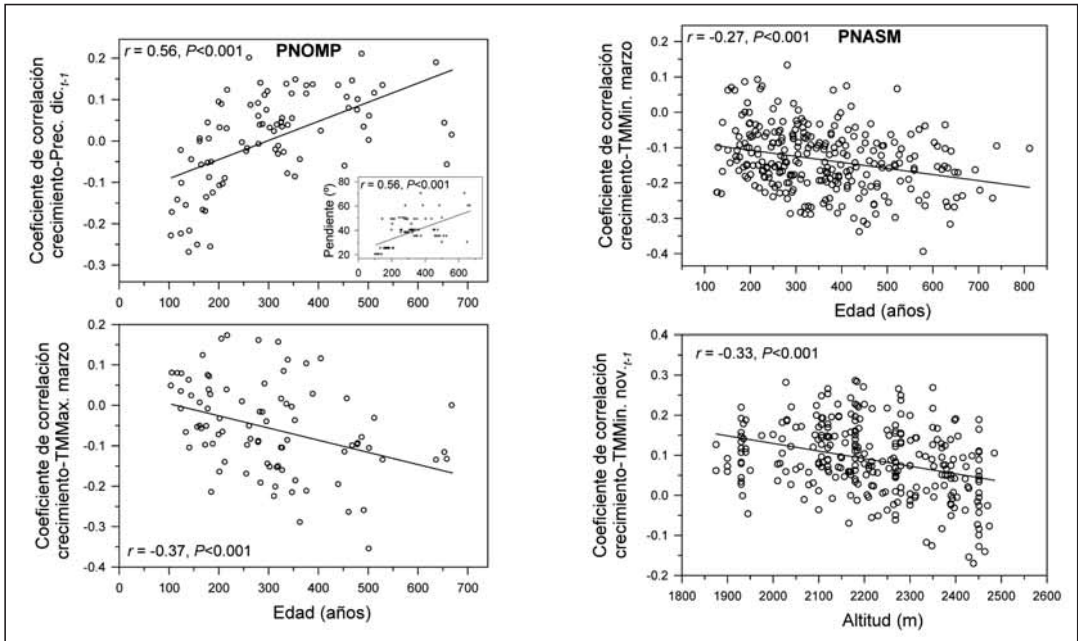 PNOMP
r = 0.56, P<0.001
Coeficiente de correlación
crecimiento-Prec. dic.t-1
0.2
0.1
0.0
-0.1
-0.2
-0.3
0 100 200 300 400 500 600 700
r = 0.56, P<0.001
Pendiente (º)
80
60
40
20
0 200 400 600
Coeficiente de correlación
crecimiento-TMMax. marzo
0.2
0.1
0.0
-0.1
-0.2
-0.3
-0.4
r = -0.37, P<0.001
0 100 200 300 400 500 600 700
Edad (años)
PNASM
r = -0.27, P<0.001
Coeficiente de correlación
crecimiento-TMMin. marzo
0.2
0.1
0.0
-0.1
-0.2
-0.3
-0.4
100 200 300 400 500 600 700 800
Edad (años)
r = -0.33, P<0.001
Coeficiente de correlación
crecimiento-TMMin. nov.t-1
0.4
0.3
0.2
0.1
0.0
-0.1
-0.2
1800 1900 2000 2100 2200 2300 2400 2500 2600
Altitud (m)